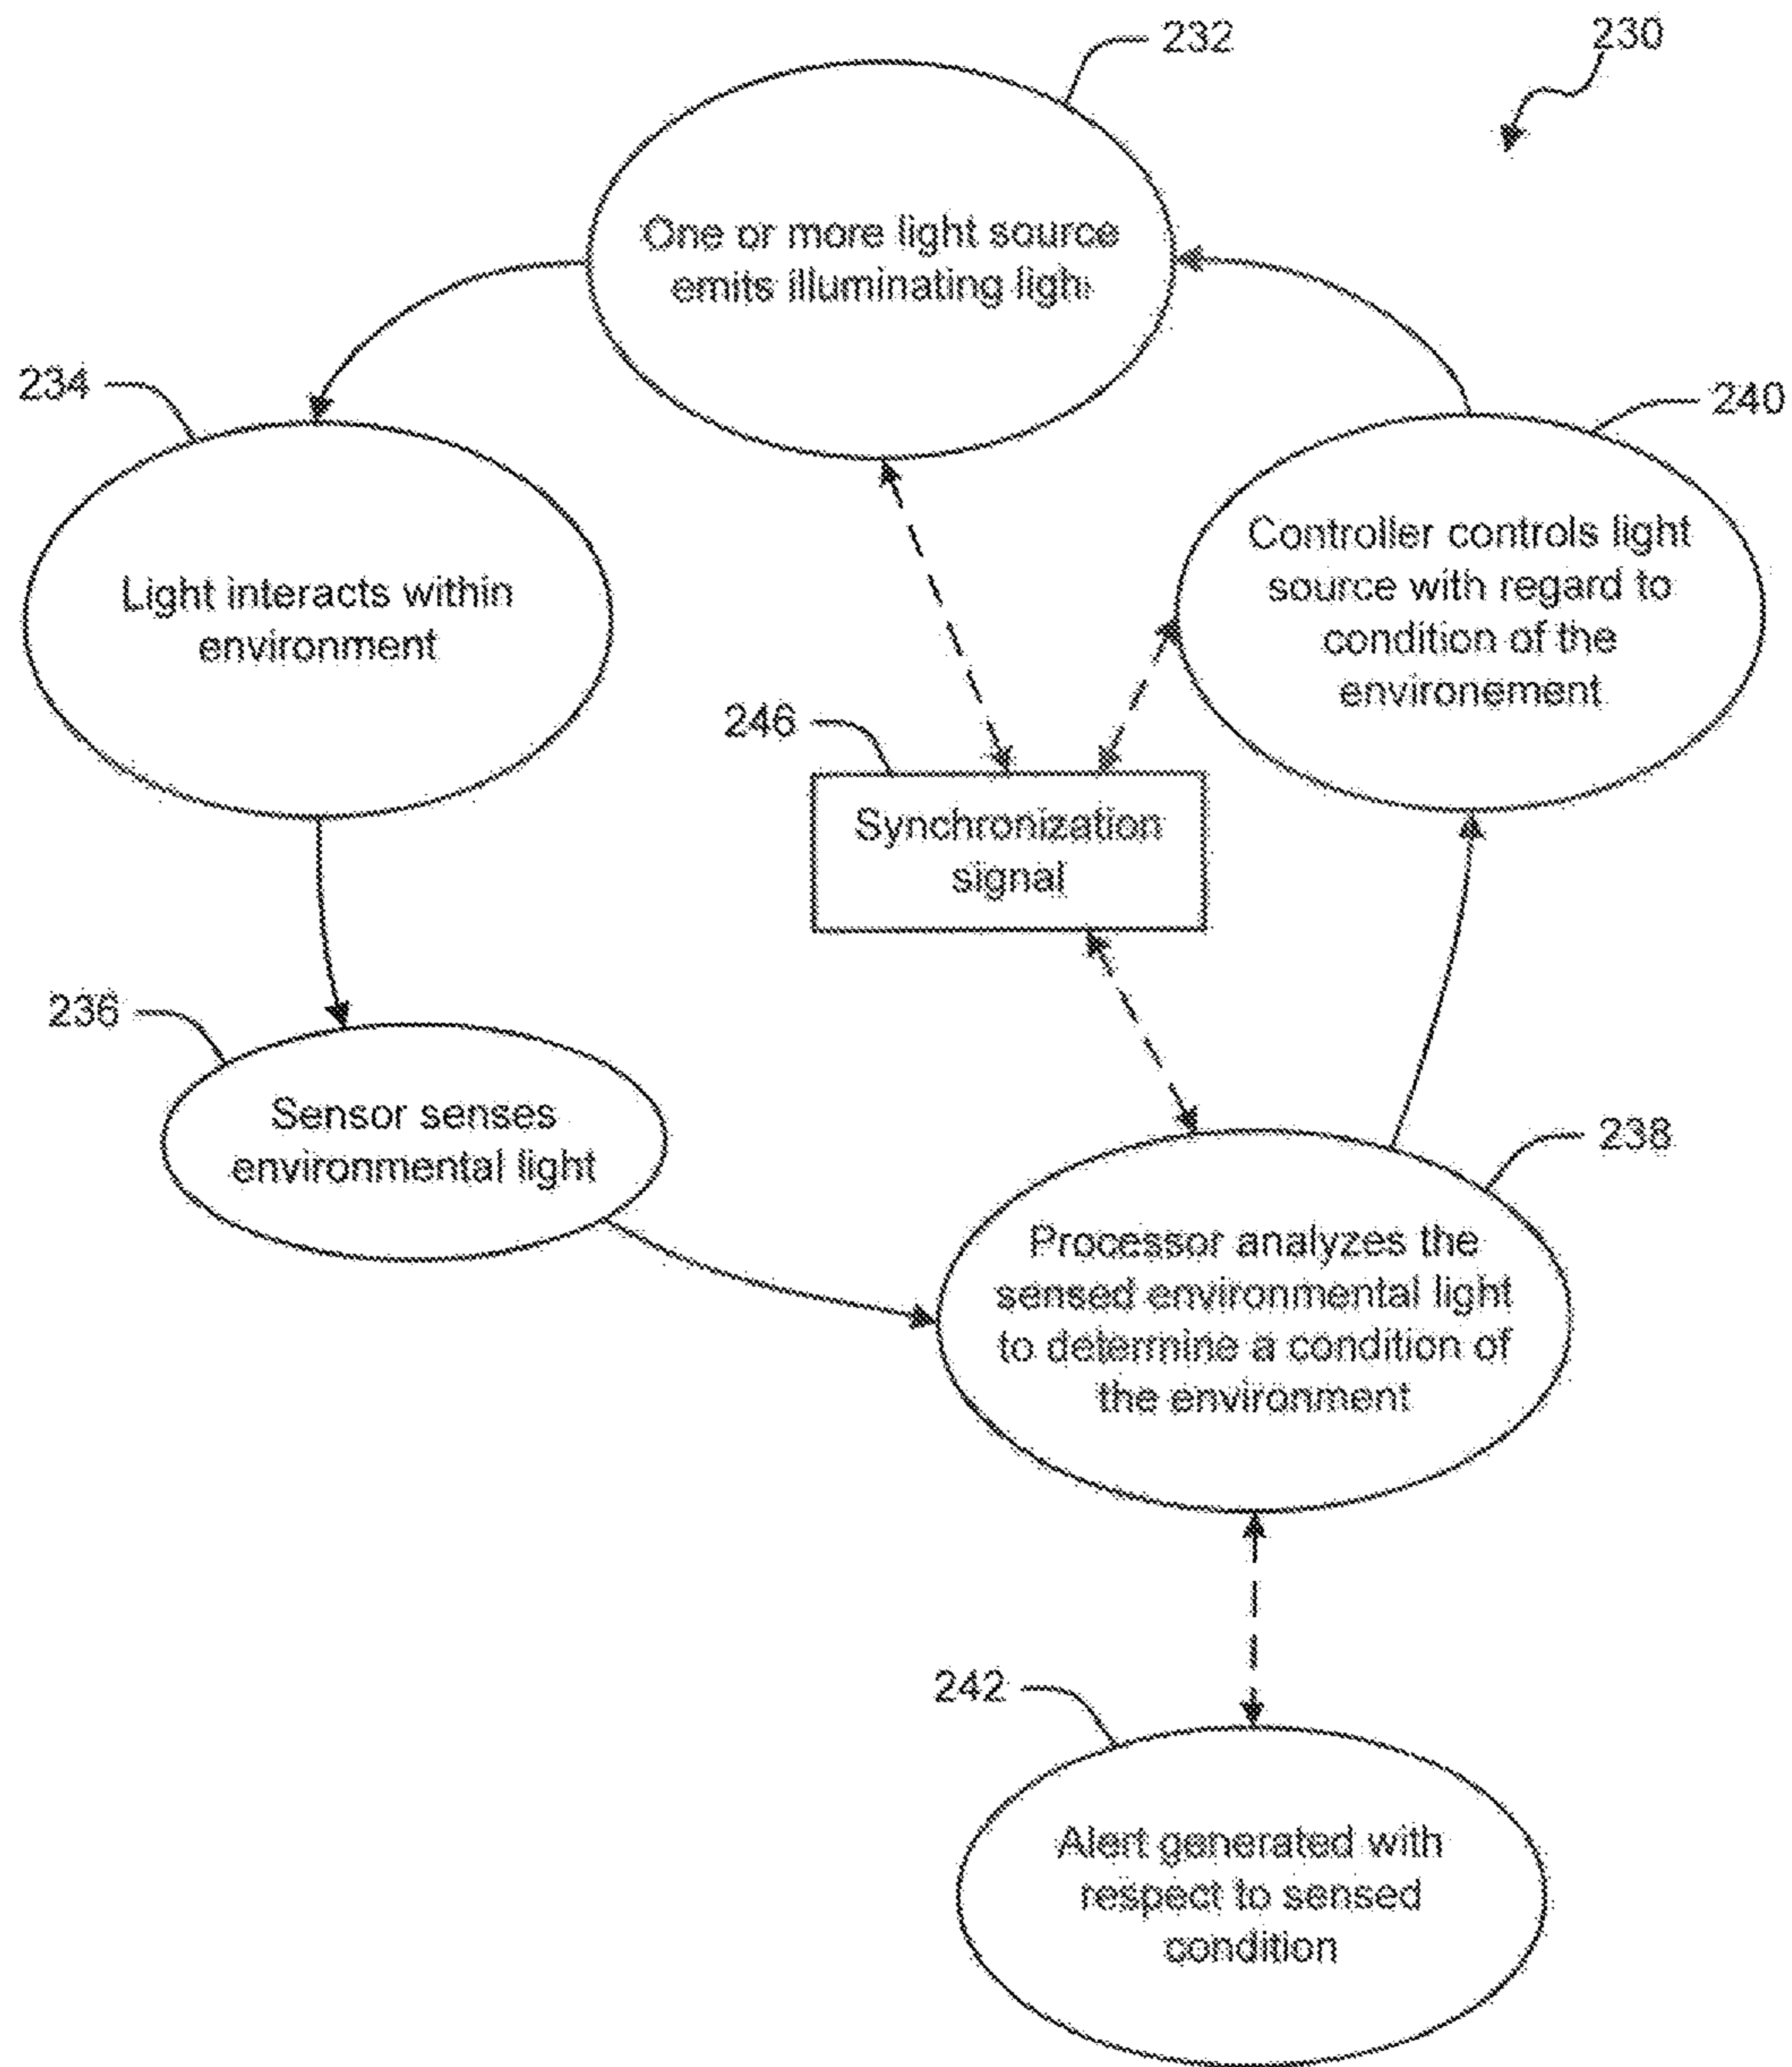 232
230
One or more light source
emits illuminating light
234
240
Light interacts within
environment
Controller controls light
source with regard to
condition of the
environement
246
Synchronization
signal
236
Sensor senses
environmental light
238
Processor analyzes the
sensed environmental light
to determine a condition of
the environment
242
Alert generated with
respect to sensed
condition